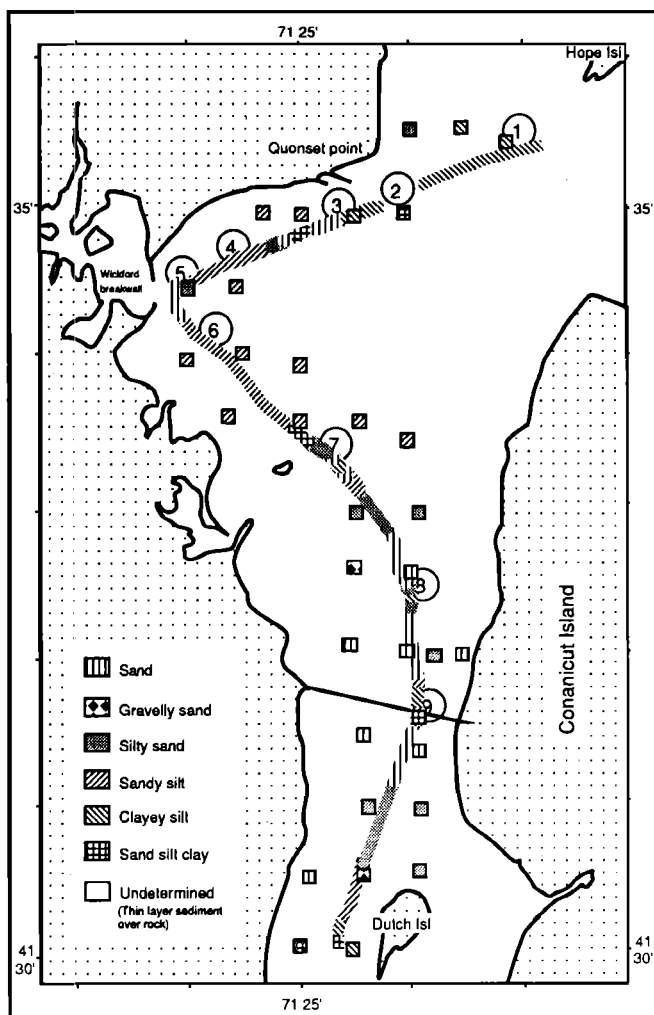 71 25'
Hope Isl
1
Quonset point
2
35'
35'
3
4
5
Wickford
breakwall
6
7
8
9
Conanicut Island
Sand
Gravelly sand
Silty sand
Sandy silt
Clayey silt
Sand silt clay
Undetermined
(Thin layer sediment
over rock)
Dutch Isl
41
30'
41
30'
71 25'